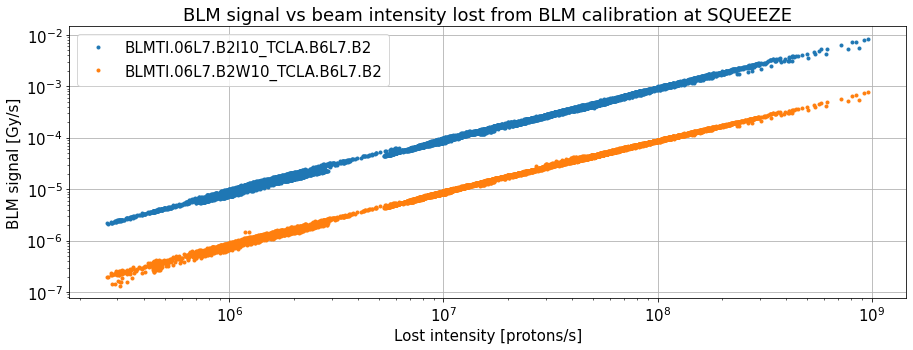 BLM signal vs beam intensity lost from BLM calibration at SQUEEZE
BLMTI.06L7.B2I10_TCLA.B6L7.B2
BLMTI.06L7.B2W10_TCLA.B6L7.B2
BLM signal [Gy/s]
10⁻²
10⁻³
10⁻⁴
10⁻⁵
10⁻⁶
10⁻⁷
10⁶ 10⁷ 10⁸ 10⁹
Lost intensity [protons/s]